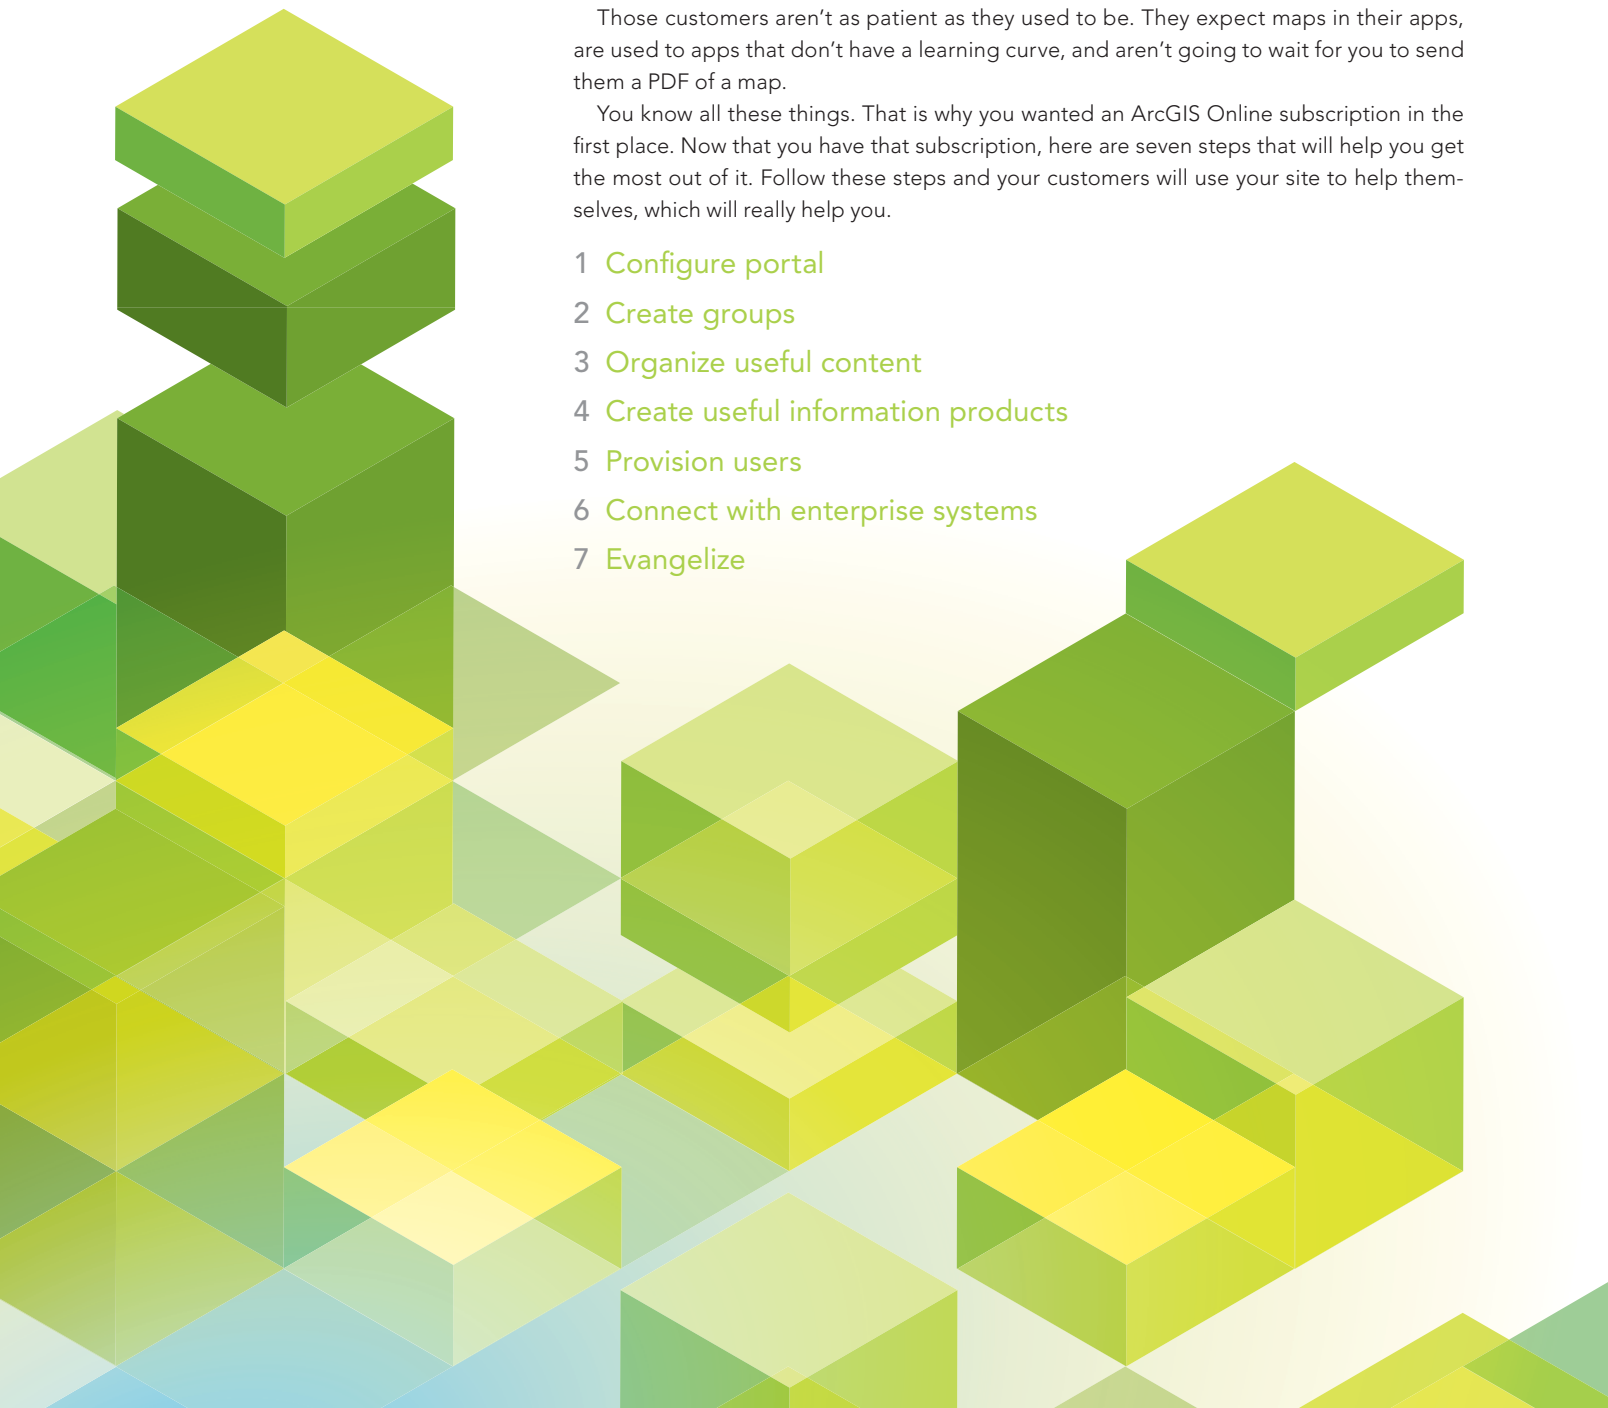 Those customers aren’t as patient as they used to be. They expect maps in their apps,
are used to apps that don’t have a learning curve, and aren’t going to wait for you to send
them a PDF of a map.
You know all these things. That is why you wanted an ArcGIS Online subscription in the
first place. Now that you have that subscription, here are seven steps that will help you get
the most out of it. Follow these steps and your customers will use your site to help them-
selves, which will really help you.
1 Configure portal
2 Create groups
3 Organize useful content
4 Create useful information products
5 Provision users
6 Connect with enterprise systems
7 Evangelize